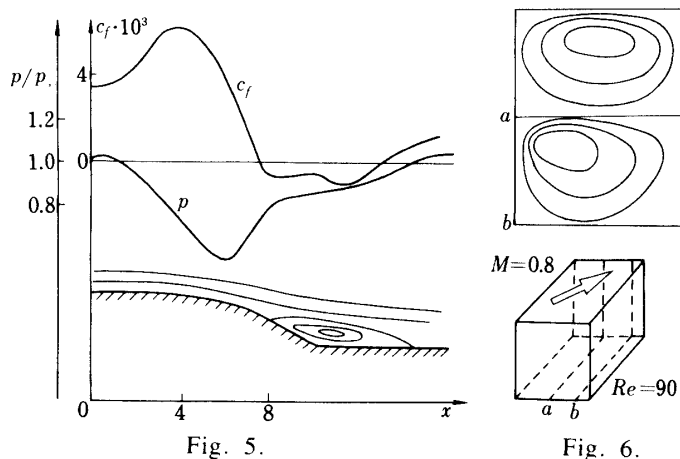 c_f·10³
p/p.
4
c_f
1.2
1.0
0
0.8
p
0
4
8
x
Fig. 5.
a
b
M=0.8
Re=90
a
b
Fig. 6.